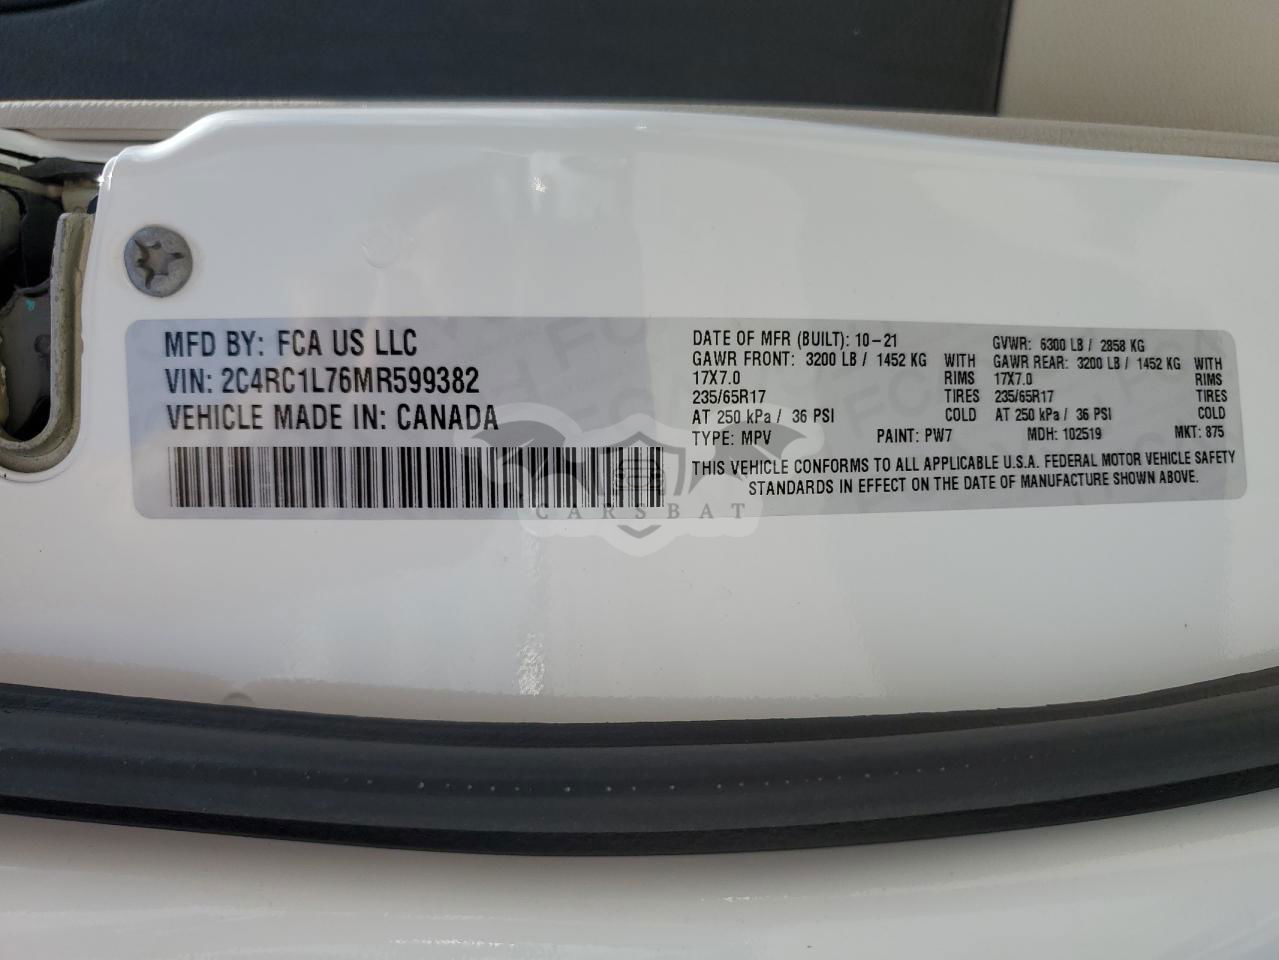 MFD BY: FCA US LLC
VIN: 2C4RC1L76MR599382
VEHICLE MADE IN: CANADA
DATE OF MFR (BUILT): 10-21
GAWR FRONT: 3200 LB / 1452 KG WITH
17X7.0 RIMS
235/65R17 TIRES
AT 250 kPa / 36 PSI COLD
GVWR: 6300 LB / 2858 KG
GAWR REAR: 3200 LB / 1452 KG WITH
17X7.0 RIMS
235/65R17 TIRES
AT 250 kPa / 36 PSI COLD
TYPE: MPV PAINT: PW7 MDH: 102519 MKT: 875
THIS VEHICLE CONFORMS TO ALL APPLICABLE U.S.A. FEDERAL MOTOR VEHICLE SAFETY
STANDARDS IN EFFECT ON THE DATE OF MANUFACTURE SHOWN ABOVE.
CARSBAT